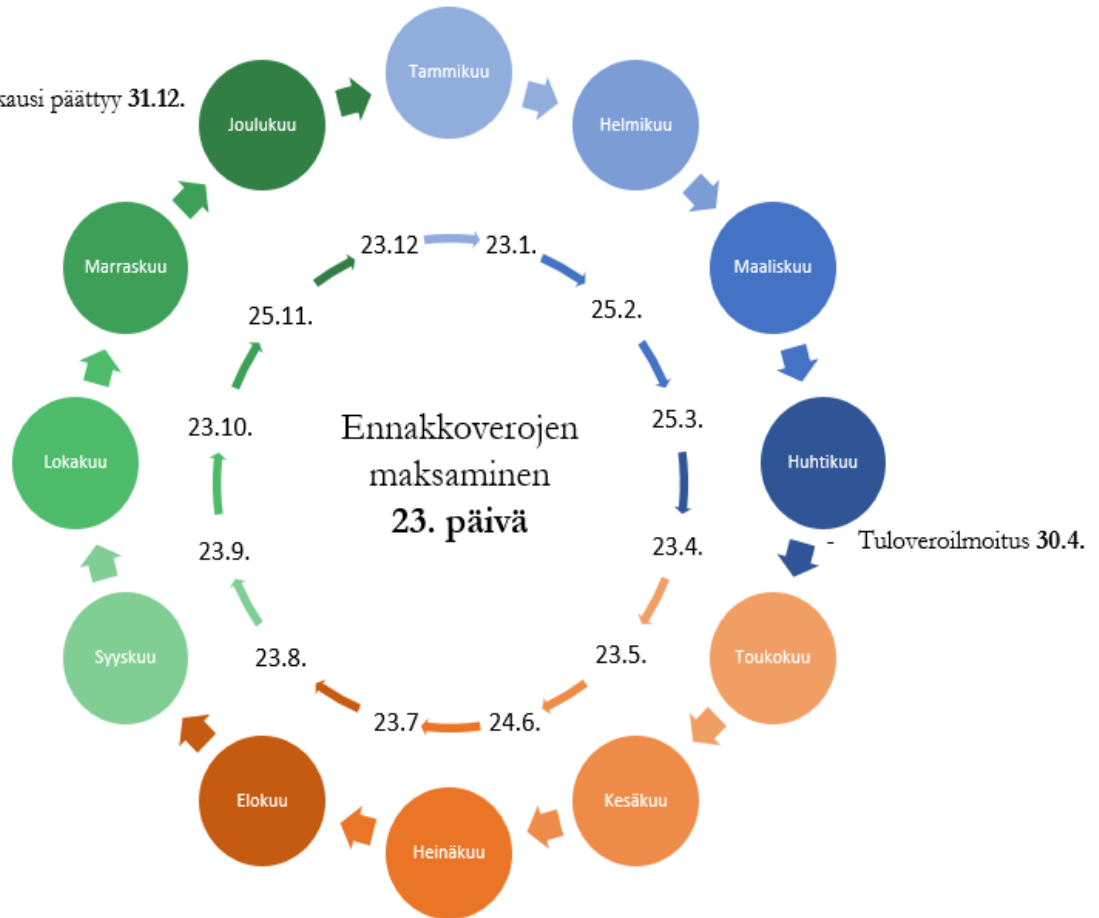 Tammikuu
Helmikuu
Maaliskuu
Huhtikuu
- Tuloveroilmoitus 30.4.
Toukokuu
Kesäkuu
Heinäkuu
Elokuu
Syyskuu
Lokakuu
Marraskuu
Joulukuu
kausi päättyy 31.12.
23.1.
25.2.
25.3.
23.4.
23.5.
24.6.
23.7
23.8.
23.9.
23.10.
25.11.
23.12
Ennakkoverojen
maksaminen
23. päivä